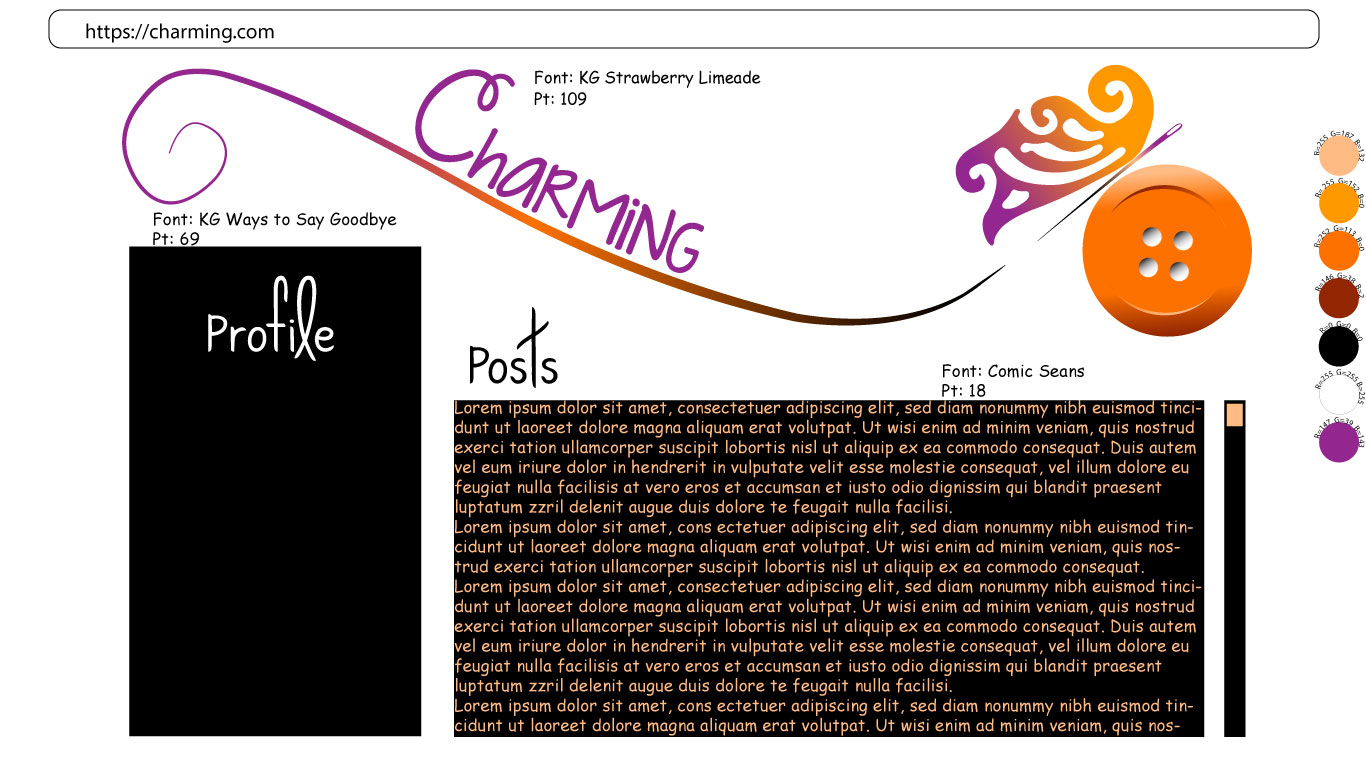 https://charming.com
Font: KG Strawberry Limeade
Pt: 109
CHARMiNG
Font: KG Ways to Say Goodbye
Pt: 69
Profile
Posts
Font: Comic Seans
Pt: 18
Lorem ipsum dolor sit amet, consectetuer adipiscing elit, sed diam nonummy nibh euismod tinci-
dunt ut laoreet dolore magna aliquam erat volutpat. Ut wisi enim ad minim veniam, quis nostrud
exerci tation ullamcorper suscipit lobortis nisl ut aliquip ex ea commodo consequat. Duis autem
vel eum iriure dolor in hendrerit in vulputate velit esse molestie consequat, vel illum dolore eu
feugiat nulla facilisis at vero eros et accumsan et iusto odio dignissim qui blandit praesent
luptatum zzril delenit augue duis dolore te feugait nulla facilisi.
Lorem ipsum dolor sit amet, cons ectetuer adipiscing elit, sed diam nonummy nibh euismod tin-
cidunt ut laoreet dolore magna aliquam erat volutpat. Ut wisi enim ad minim veniam, quis nos-
trud exerci tation ullamcorper suscipit lobortis nisl ut aliquip ex ea commodo consequat.
Lorem ipsum dolor sit amet, consectetuer adipiscing elit, sed diam nonummy nibh euismod tinci-
dunt ut laoreet dolore magna aliquam erat volutpat. Ut wisi enim ad minim veniam, quis nostrud
exerci tation ullamcorper suscipit lobortis nisl ut aliquip ex ea commodo consequat. Duis autem
vel eum iriure dolor in hendrerit in vulputate velit esse molestie consequat, vel illum dolore eu
feugiat nulla facilisis at vero eros et accumsan et iusto odio dignissim qui blandit praesent
luptatum zzril delenit augue duis dolore te feugait nulla facilisi.
Lorem ipsum dolor sit amet, cons ectetuer adipiscing elit, sed diam nonummy nibh euismod tin-
cidunt ut laoreet dolore magna aliquam erat volutpat. Ut wisi enim ad minim veniam, quis nos-
R=255 G=187 B=132
R=255 G=152 B=0
R=252 G=113 B=0
R=146 G=38 B=2
R=0 G=0 B=0
R=255 G=255 B=255
R=147 G=39 B=143